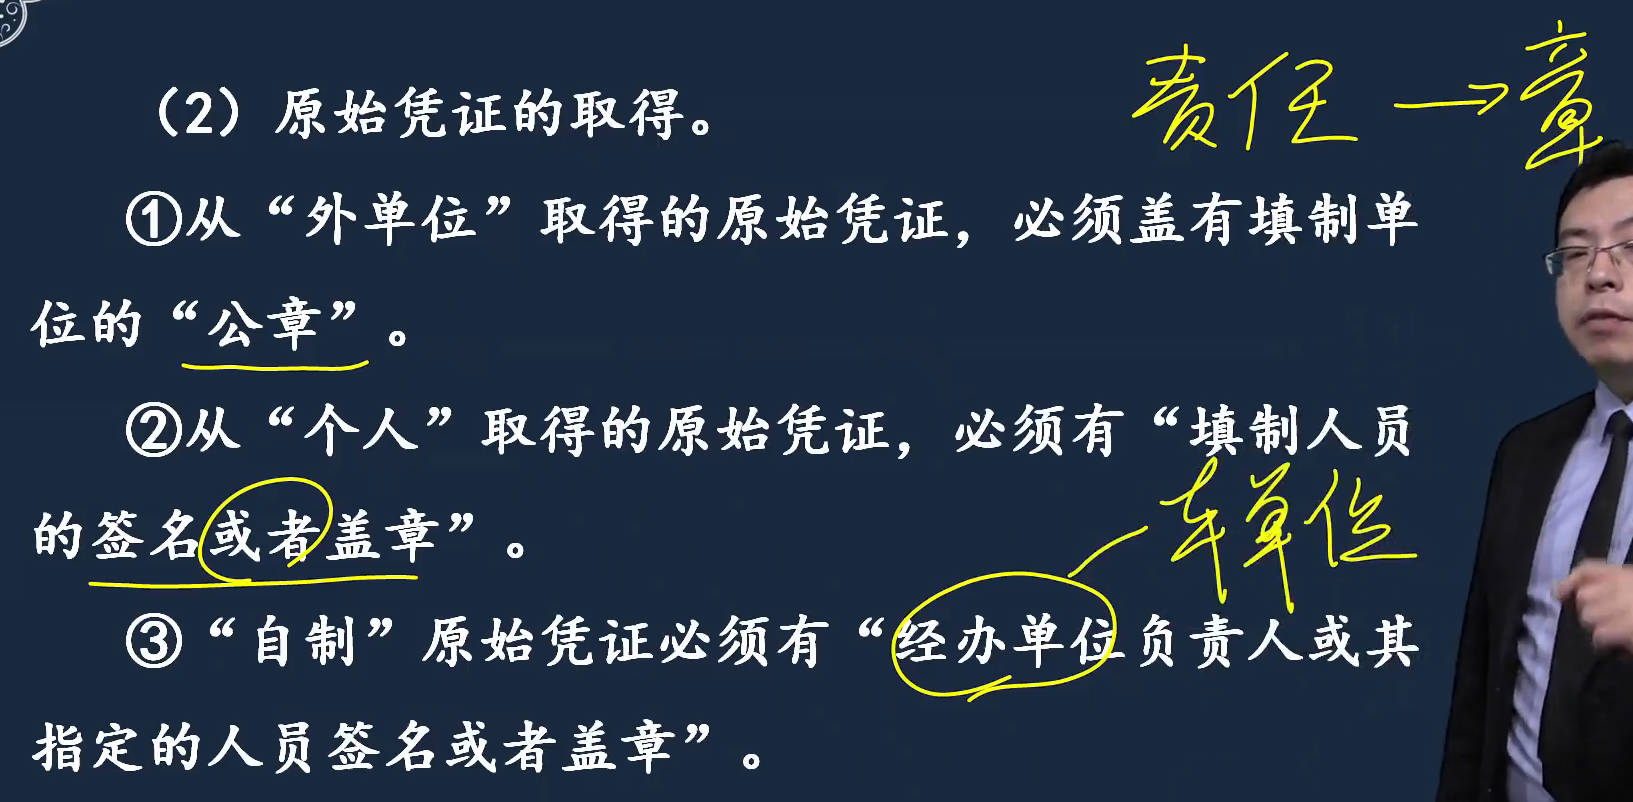 （2）原始凭证的取得。
责任→章
①从“外单位”取得的原始凭证，必须盖有填制单
位的“公章”。
②从“个人”取得的原始凭证，必须有“填制人员
的签名或者盖章”。
本单位
③“自制”原始凭证必须有“经办单位负责人或其
指定的人员签名或者盖章”。